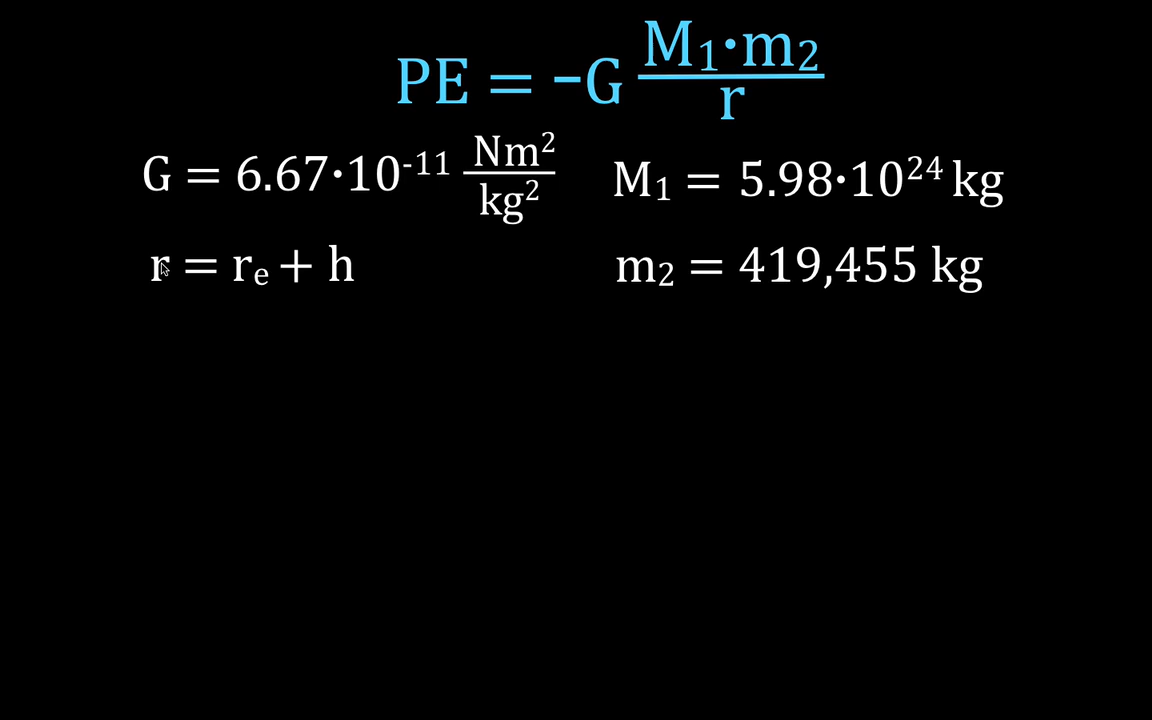 PE = -G M₁·m₂ / r
G = 6.67·10⁻¹¹ Nm² / kg²
M₁ = 5.98·10²⁴ kg
r = rₑ + h
m₂ = 419,455 kg